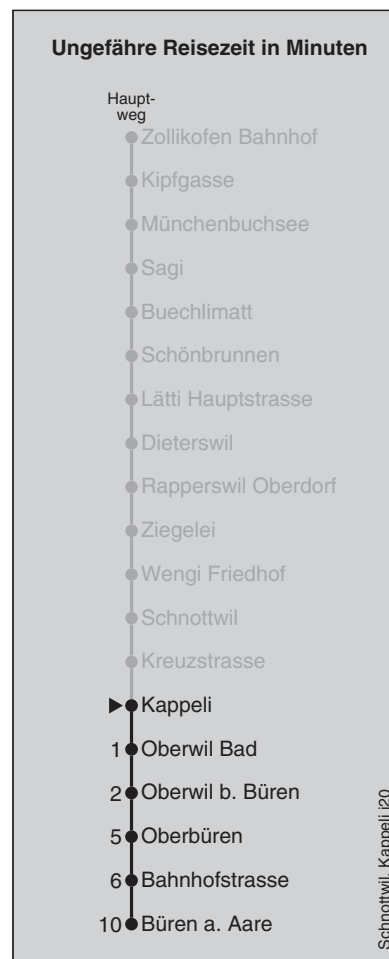 Ungefähre Reisezeit in Minuten
Haupt-
weg
Zollikofen Bahnhof
Kipfgasse
Münchenbuchsee
Sagi
Buechlimatt
Schönbrunnen
Lätti Hauptstrasse
Dieterswil
Rapperswil Oberdorf
Ziegelei
Wengi Friedhof
Schnottwil
Kreuzstrasse
Kappeli
1 Oberwil Bad
2 Oberwil b. Büren
5 Oberbüren
6 Bahnhofstrasse
10 Büren a. Aare
Schnottwil, Kappeli j20